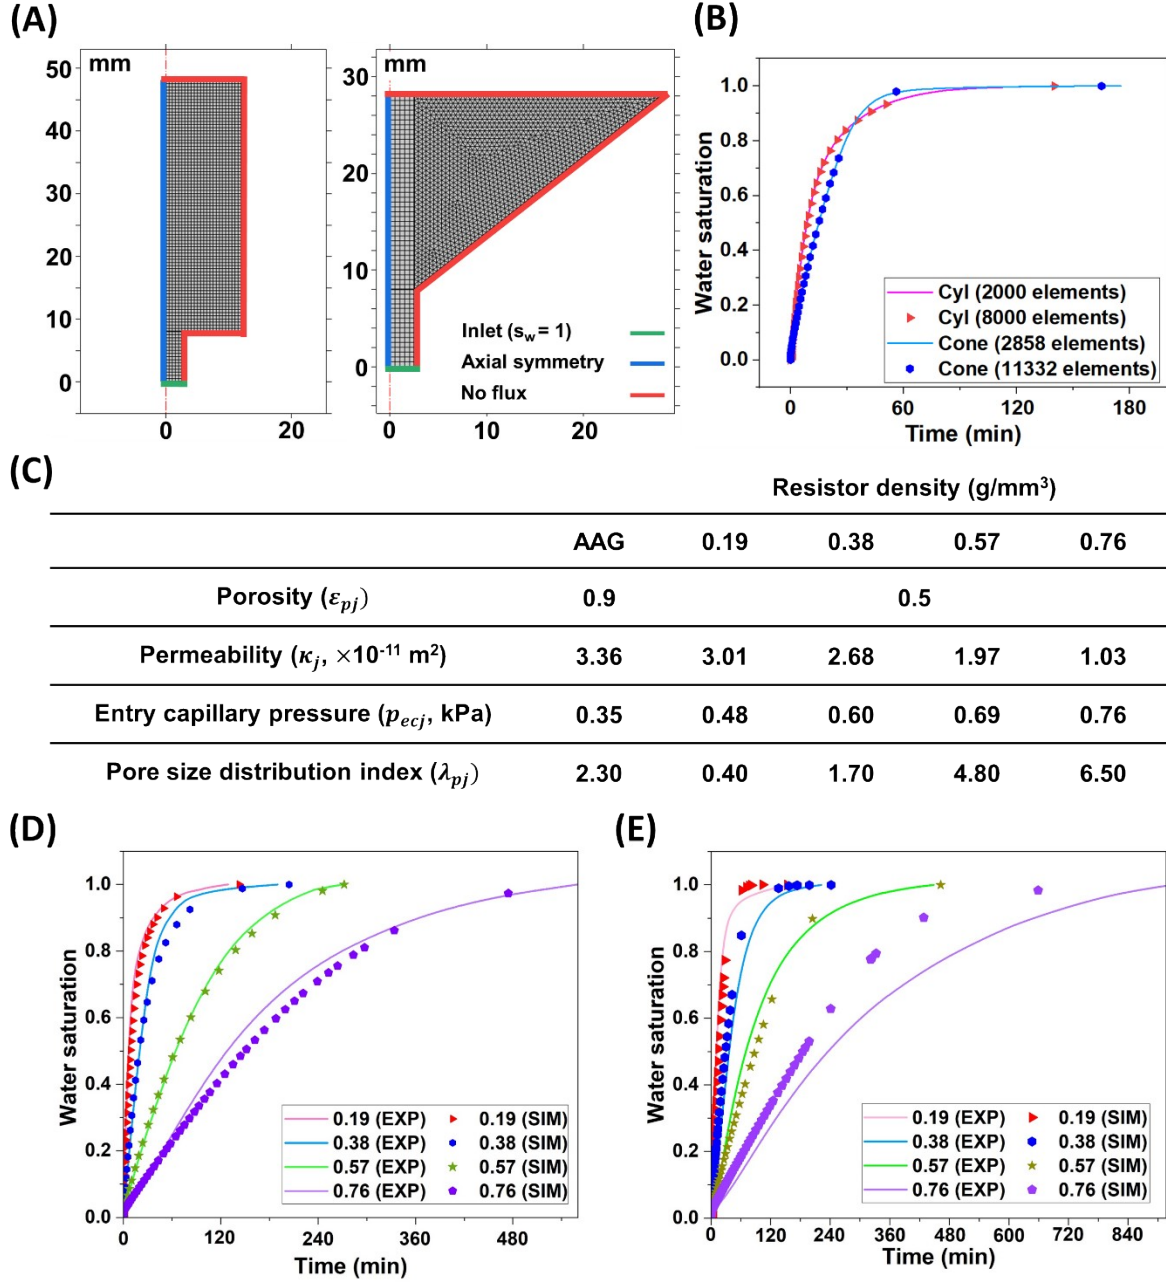 (A)
mm
50
40
30
20
10
0
0
20
mm
30
20
10
0
Inlet (s_w = 1)
Axial symmetry
No flux
0
10
20
(B)
Water saturation
1.0
0.8
0.6
0.4
0.2
0.0
Cyl (2000 elements)
Cyl (8000 elements)
Cone (2858 elements)
Cone (11332 elements)
0 60 120 180
Time (min)
(C)
Resistor density (g/mm³)
AAG 0.19 0.38 0.57 0.76
Porosity (ε_pj) 0.9 0.5
Permeability (κ_j, ×10⁻¹¹ m²) 3.36 3.01 2.68 1.97 1.03
Entry capillary pressure (p_ecj, kPa) 0.35 0.48 0.60 0.69 0.76
Pore size distribution index (λ_pj) 2.30 0.40 1.70 4.80 6.50
(D)
Water saturation
1.0
0.8
0.6
0.4
0.2
0.0
0.19 (EXP) 0.19 (SIM)
0.38 (EXP) 0.38 (SIM)
0.57 (EXP) 0.57 (SIM)
0.76 (EXP) 0.76 (SIM)
0 120 240 360 480
Time (min)
(E)
Water saturation
1.0
0.8
0.6
0.4
0.2
0.0
0.19 (EXP) 0.19 (SIM)
0.38 (EXP) 0.38 (SIM)
0.57 (EXP) 0.57 (SIM)
0.76 (EXP) 0.76 (SIM)
0 120 240 360 480 600 720 840
Time (min)